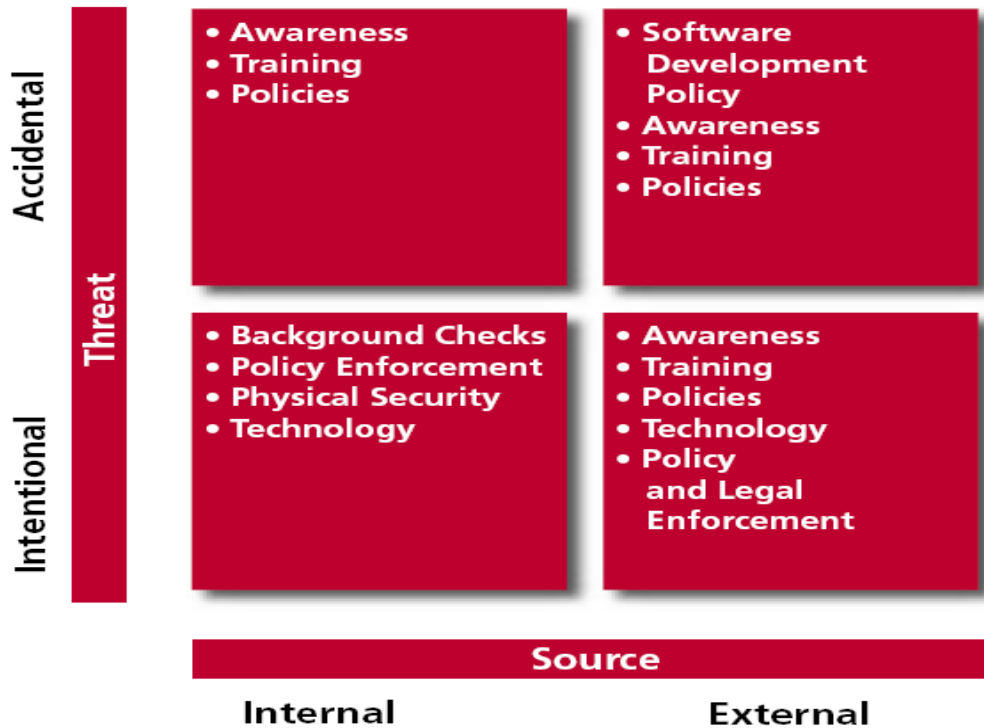 Accidental
Threat
Intentional
• Awareness
• Training
• Policies
• Software
Development
Policy
• Awareness
• Training
• Policies
• Background Checks
• Policy Enforcement
• Physical Security
• Technology
• Awareness
• Training
• Policies
• Technology
• Policy
and Legal
Enforcement
Source
Internal
External